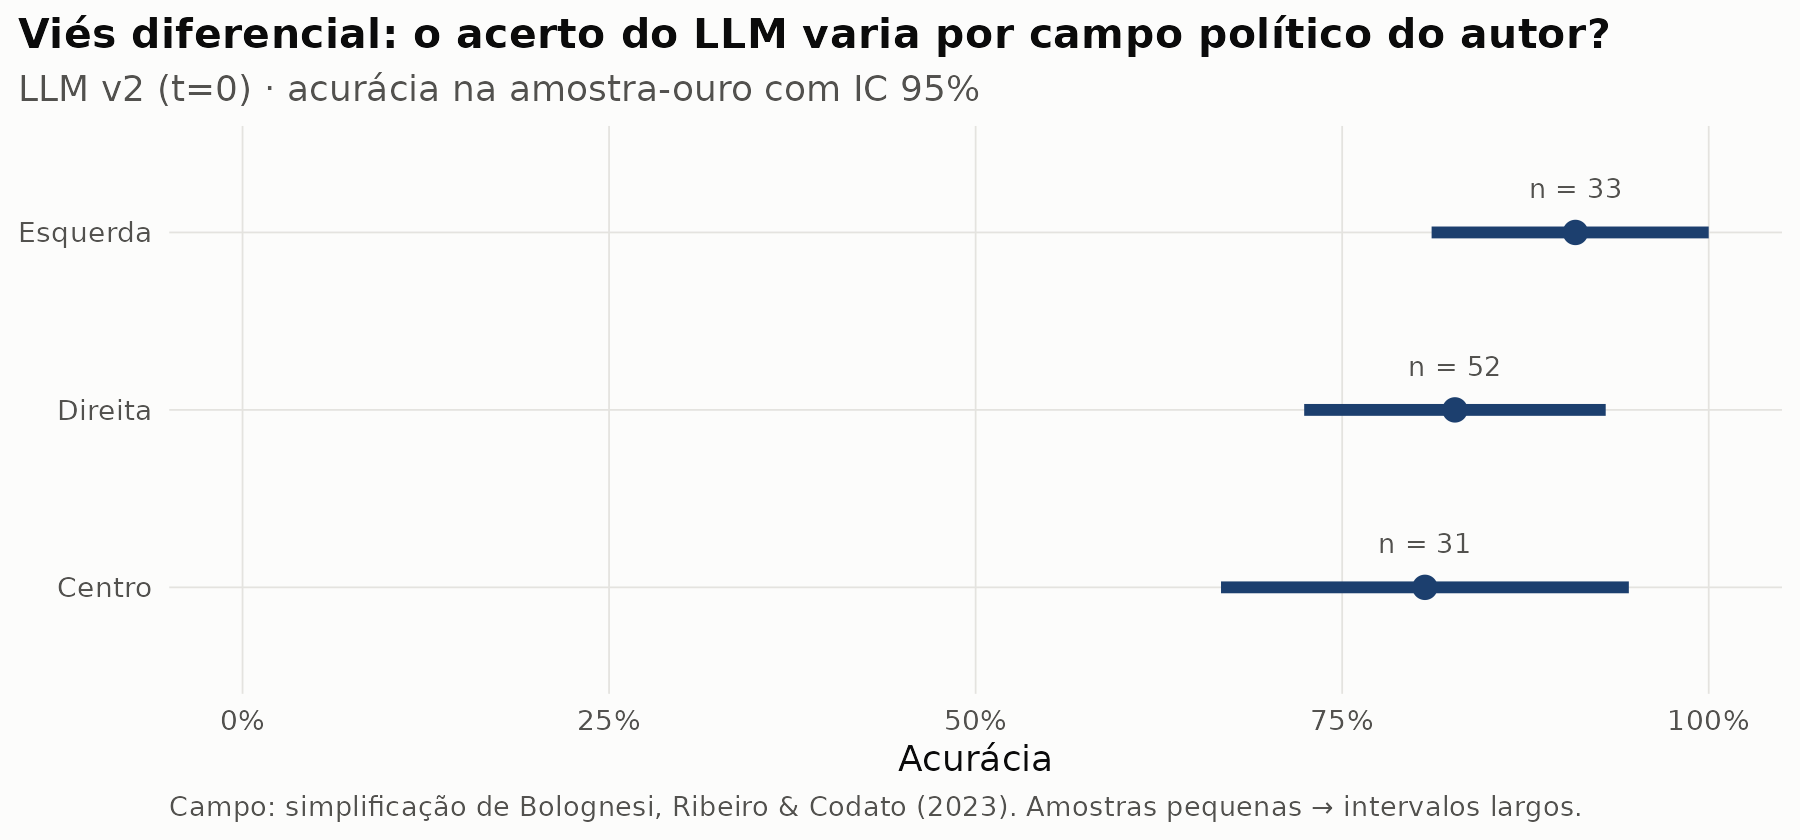 Viés diferencial: o acerto do LLM varia por campo político do autor?
LLM v2 (t=0) · acurácia na amostra-ouro com IC 95%
n = 33
Esquerda
n = 52
Direita
n = 31
Centro
0% 25% 50% 75% 100%
Acurácia
Campo: simplificação de Bolognesi, Ribeiro & Codato (2023). Amostras pequenas → intervalos largos.